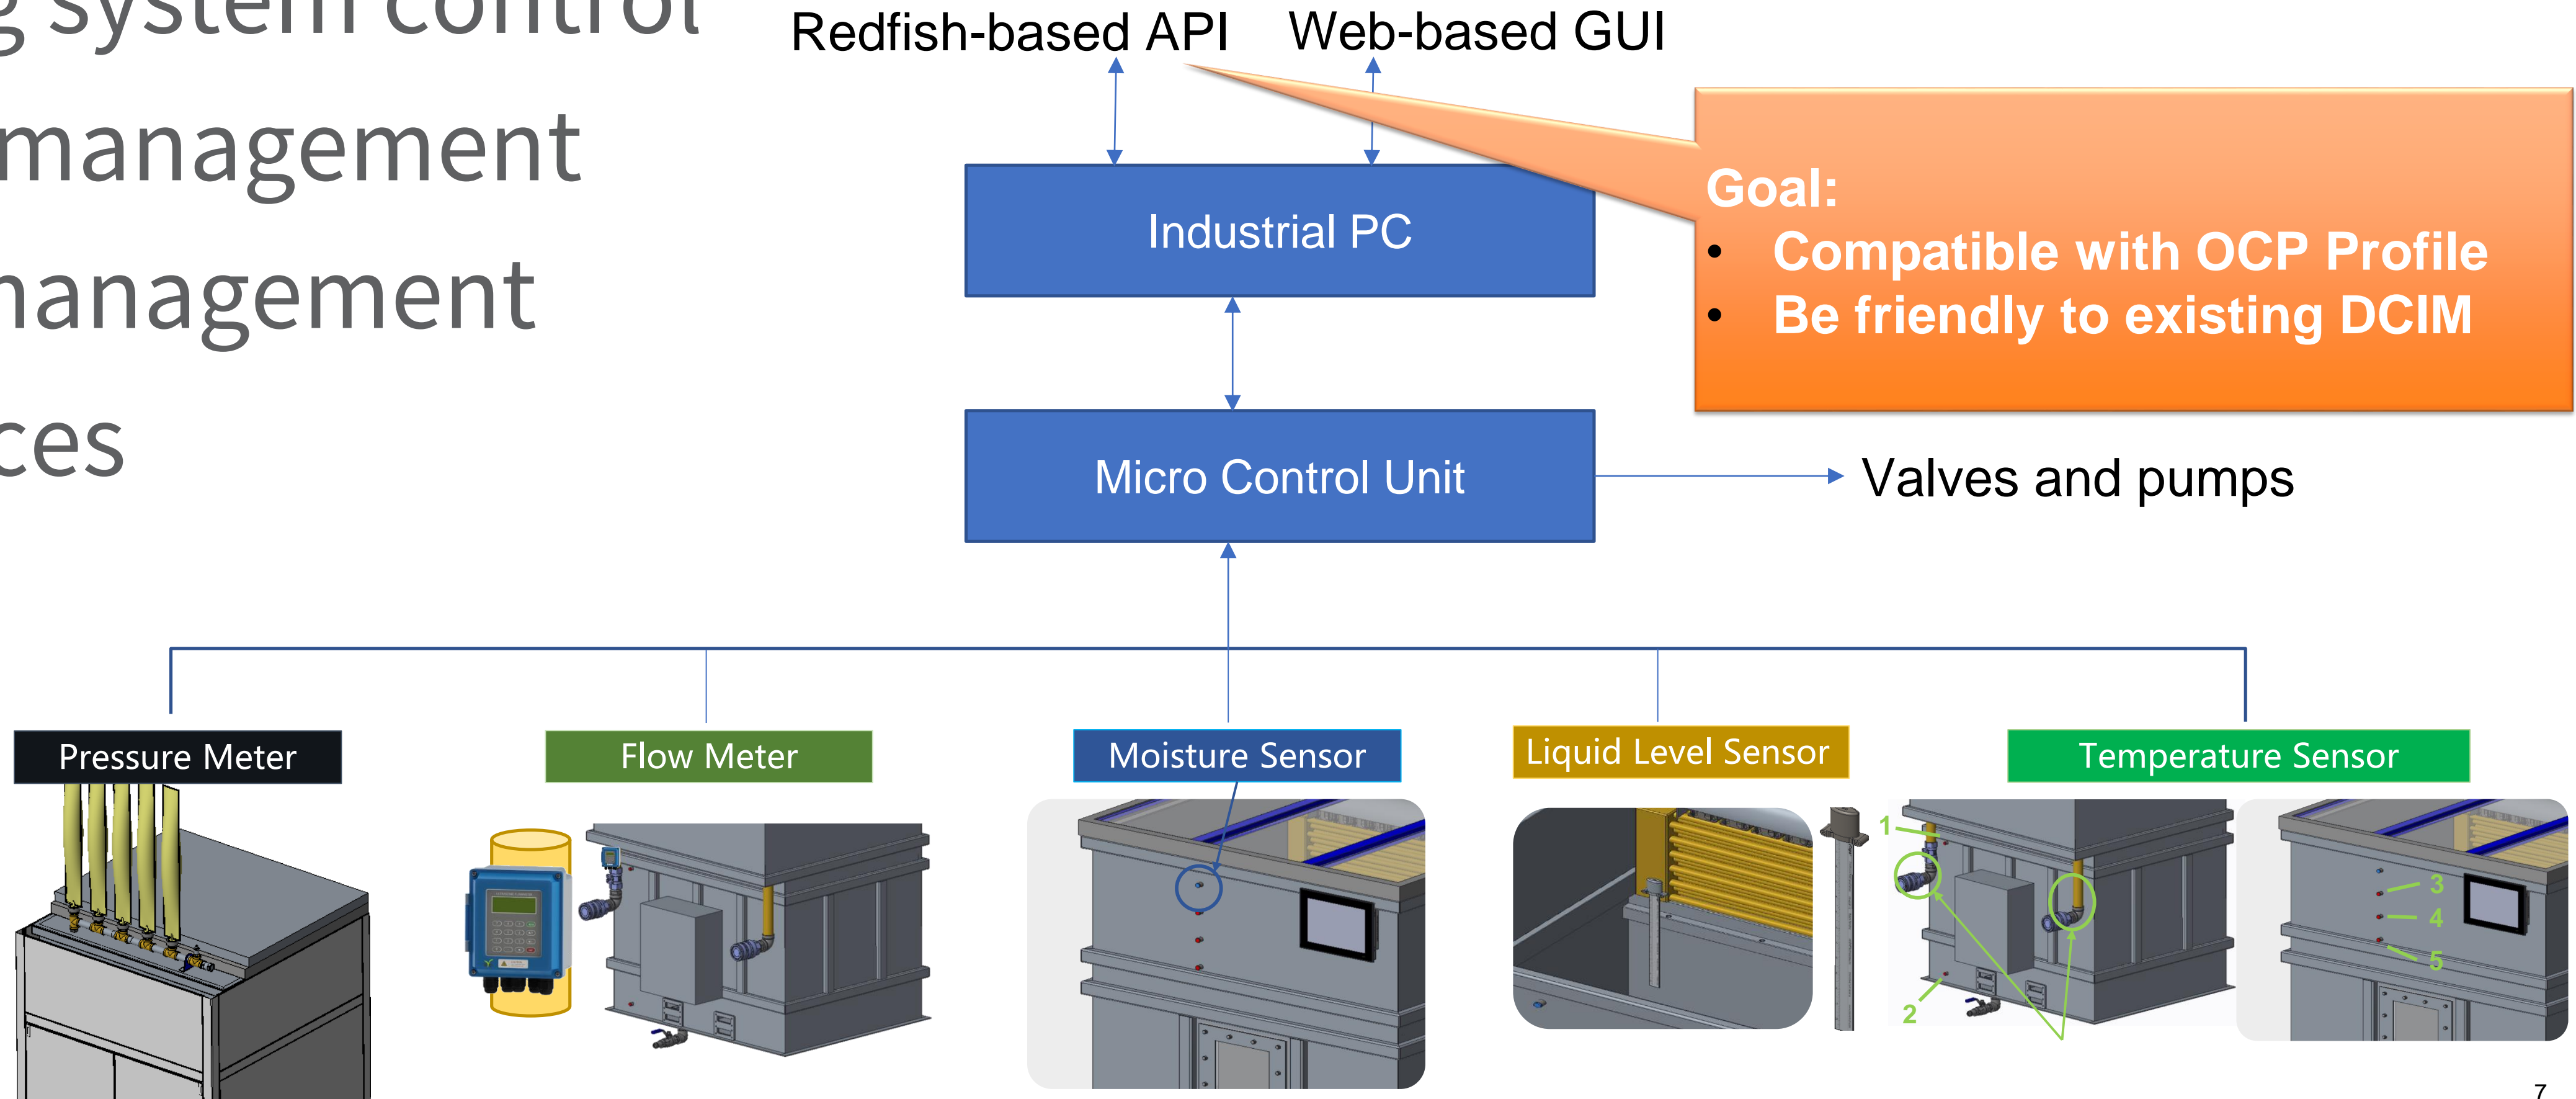 system control
management
Redfish-based API
Web-based GUI
Industrial PC
Goal:
• Compatible with OCP Profile
• Be friendly to existing DCIM
Micro Control Unit
Valves and pumps
Pressure Meter
Flow Meter
Moisture Sensor
Liquid Level Sensor
Temperature Sensor
1
2
3
4
5
7